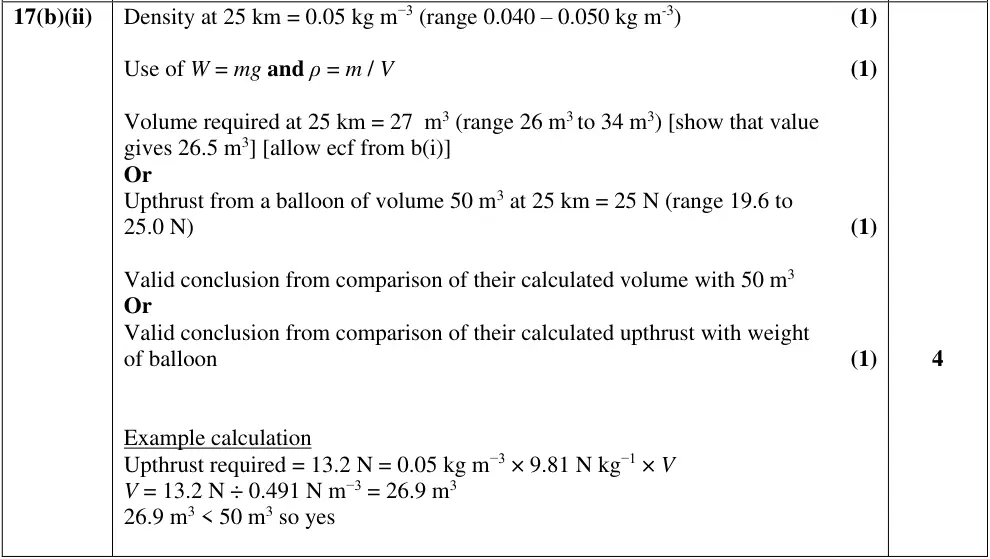 17(b)(ii) Density at 25 km = 0.05 kg m⁻³ (range 0.040 – 0.050 kg m⁻³) (1)
Use of W = mg and ρ = m / V (1)
Volume required at 25 km = 27 m³ (range 26 m³ to 34 m³) [show that value
gives 26.5 m³] [allow ecf from b(i)]
Or
Upthrust from a balloon of volume 50 m³ at 25 km = 25 N (range 19.6 to
25.0 N) (1)
Valid conclusion from comparison of their calculated volume with 50 m³
Or
Valid conclusion from comparison of their calculated upthrust with weight
of balloon (1) 4
Example calculation
Upthrust required = 13.2 N = 0.05 kg m⁻³ × 9.81 N kg⁻¹ × V
V = 13.2 N ÷ 0.491 N m⁻³ = 26.9 m³
26.9 m³ < 50 m³ so yes